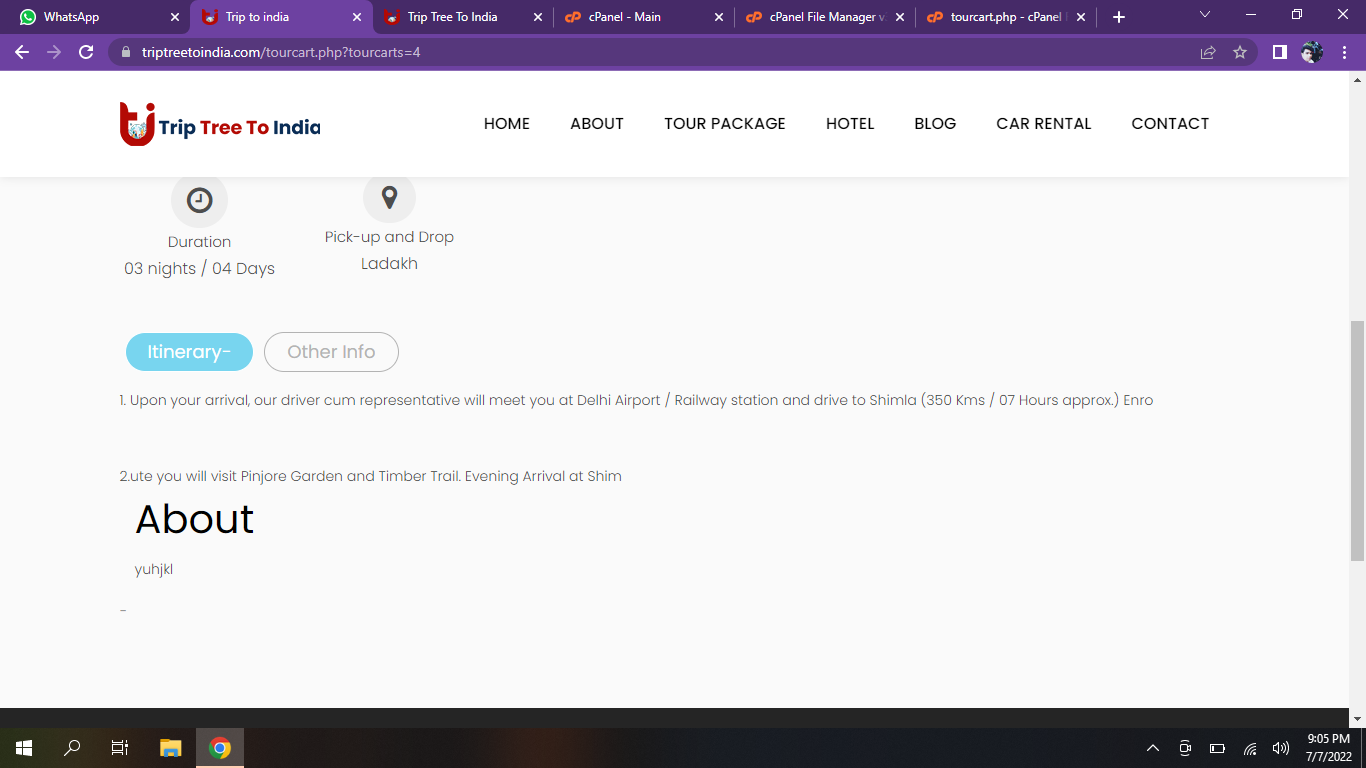 WhatsApp
Trip to india
Trip Tree To India
cPanel - Main
cPanel File Manager v
tourcart.php - cPanel
triptreetoindia.com/tourcart.php?tourcarts=4
Trip Tree To India
HOME
ABOUT
TOUR PACKAGE
HOTEL
BLOG
CAR RENTAL
CONTACT
Duration
03 nights / 04 Days
Pick-up and Drop
Ladakh
Itinerary-
Other Info
1. Upon your arrival, our driver cum representative will meet you at Delhi Airport / Railway station and drive to Shimla (350 Kms / 07 Hours approx.) Enro
2.ute you will visit Pinjore Garden and Timber Trail. Evening Arrival at Shim
About
yuhjkl
-
9:05 PM
7/7/2022